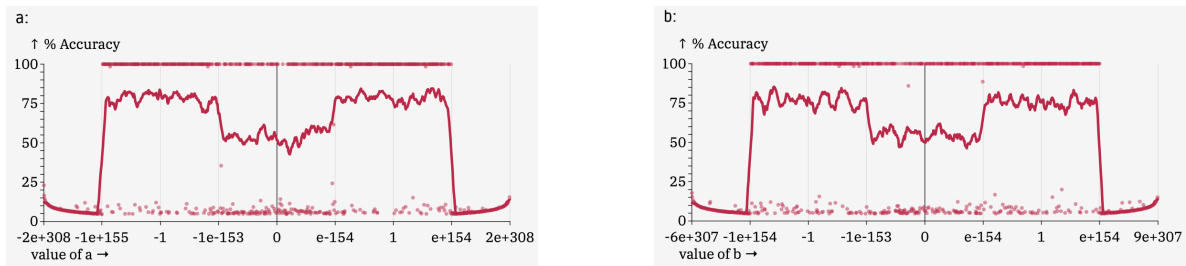 a:
↑ % Accuracy
100
75
50
25
0
-2e+308 -1e+155 -1 -1e-153 0 e-154 1 e+154 2e+308
value of a →
b:
↑ % Accuracy
100
75
50
25
0
-6e+307 -1e+154 -1 -1e-153 0 e-154 1 e+154 9e+307
value of b →